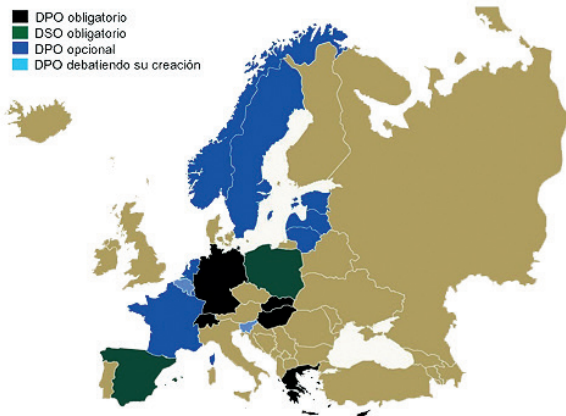 DPO obligatorio
DSO obligatorio
DPO opcional
DPO debatiendo su creación